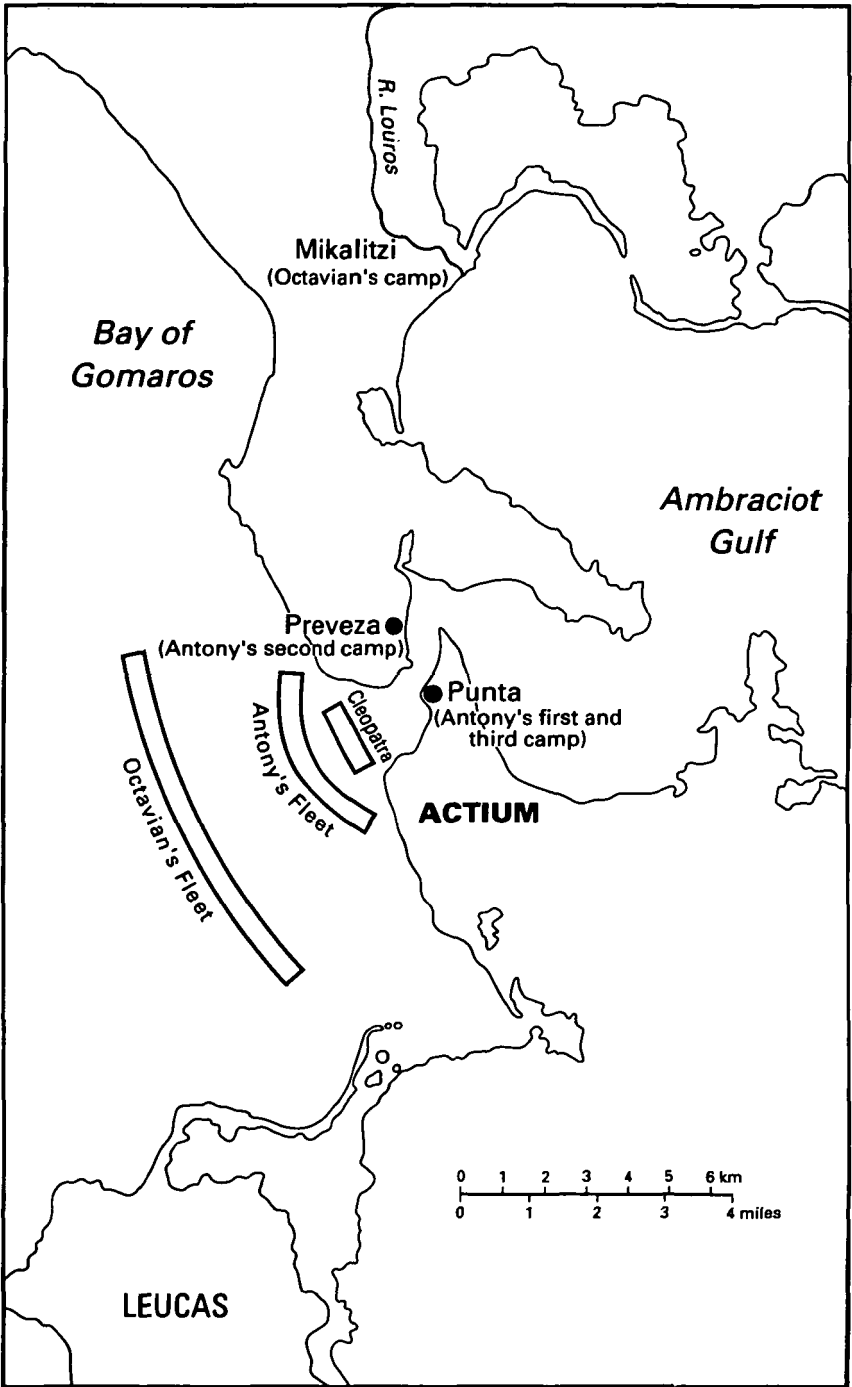 R. Louros
Mikalitzi
(Octavian's camp)
Bay of
Gomaros
Ambraciot
Gulf
Preveza
(Antony's second camp)
Punta
(Antony's first and
third camp)
Cleopatra
Antony's Fleet
Octavian's Fleet
ACTIUM
0 1 2 3 4 5 6 km
0 1 2 3 4 miles
LEUCAS